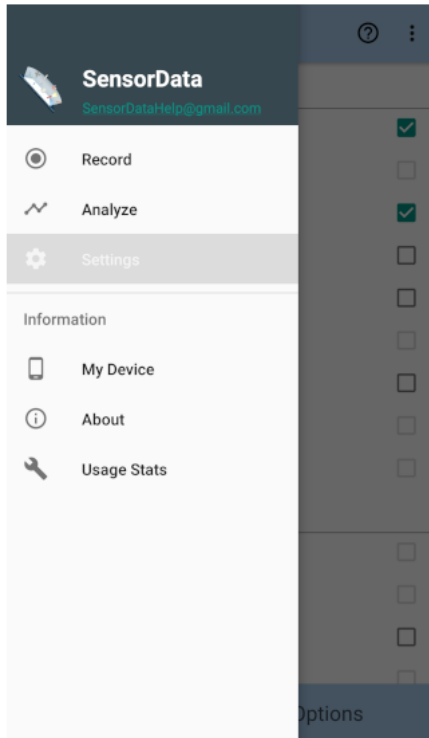 SensorData
SensorDataHelp@gmail.com
Record
Analyze
Settings
Information
My Device
About
Usage Stats
Options